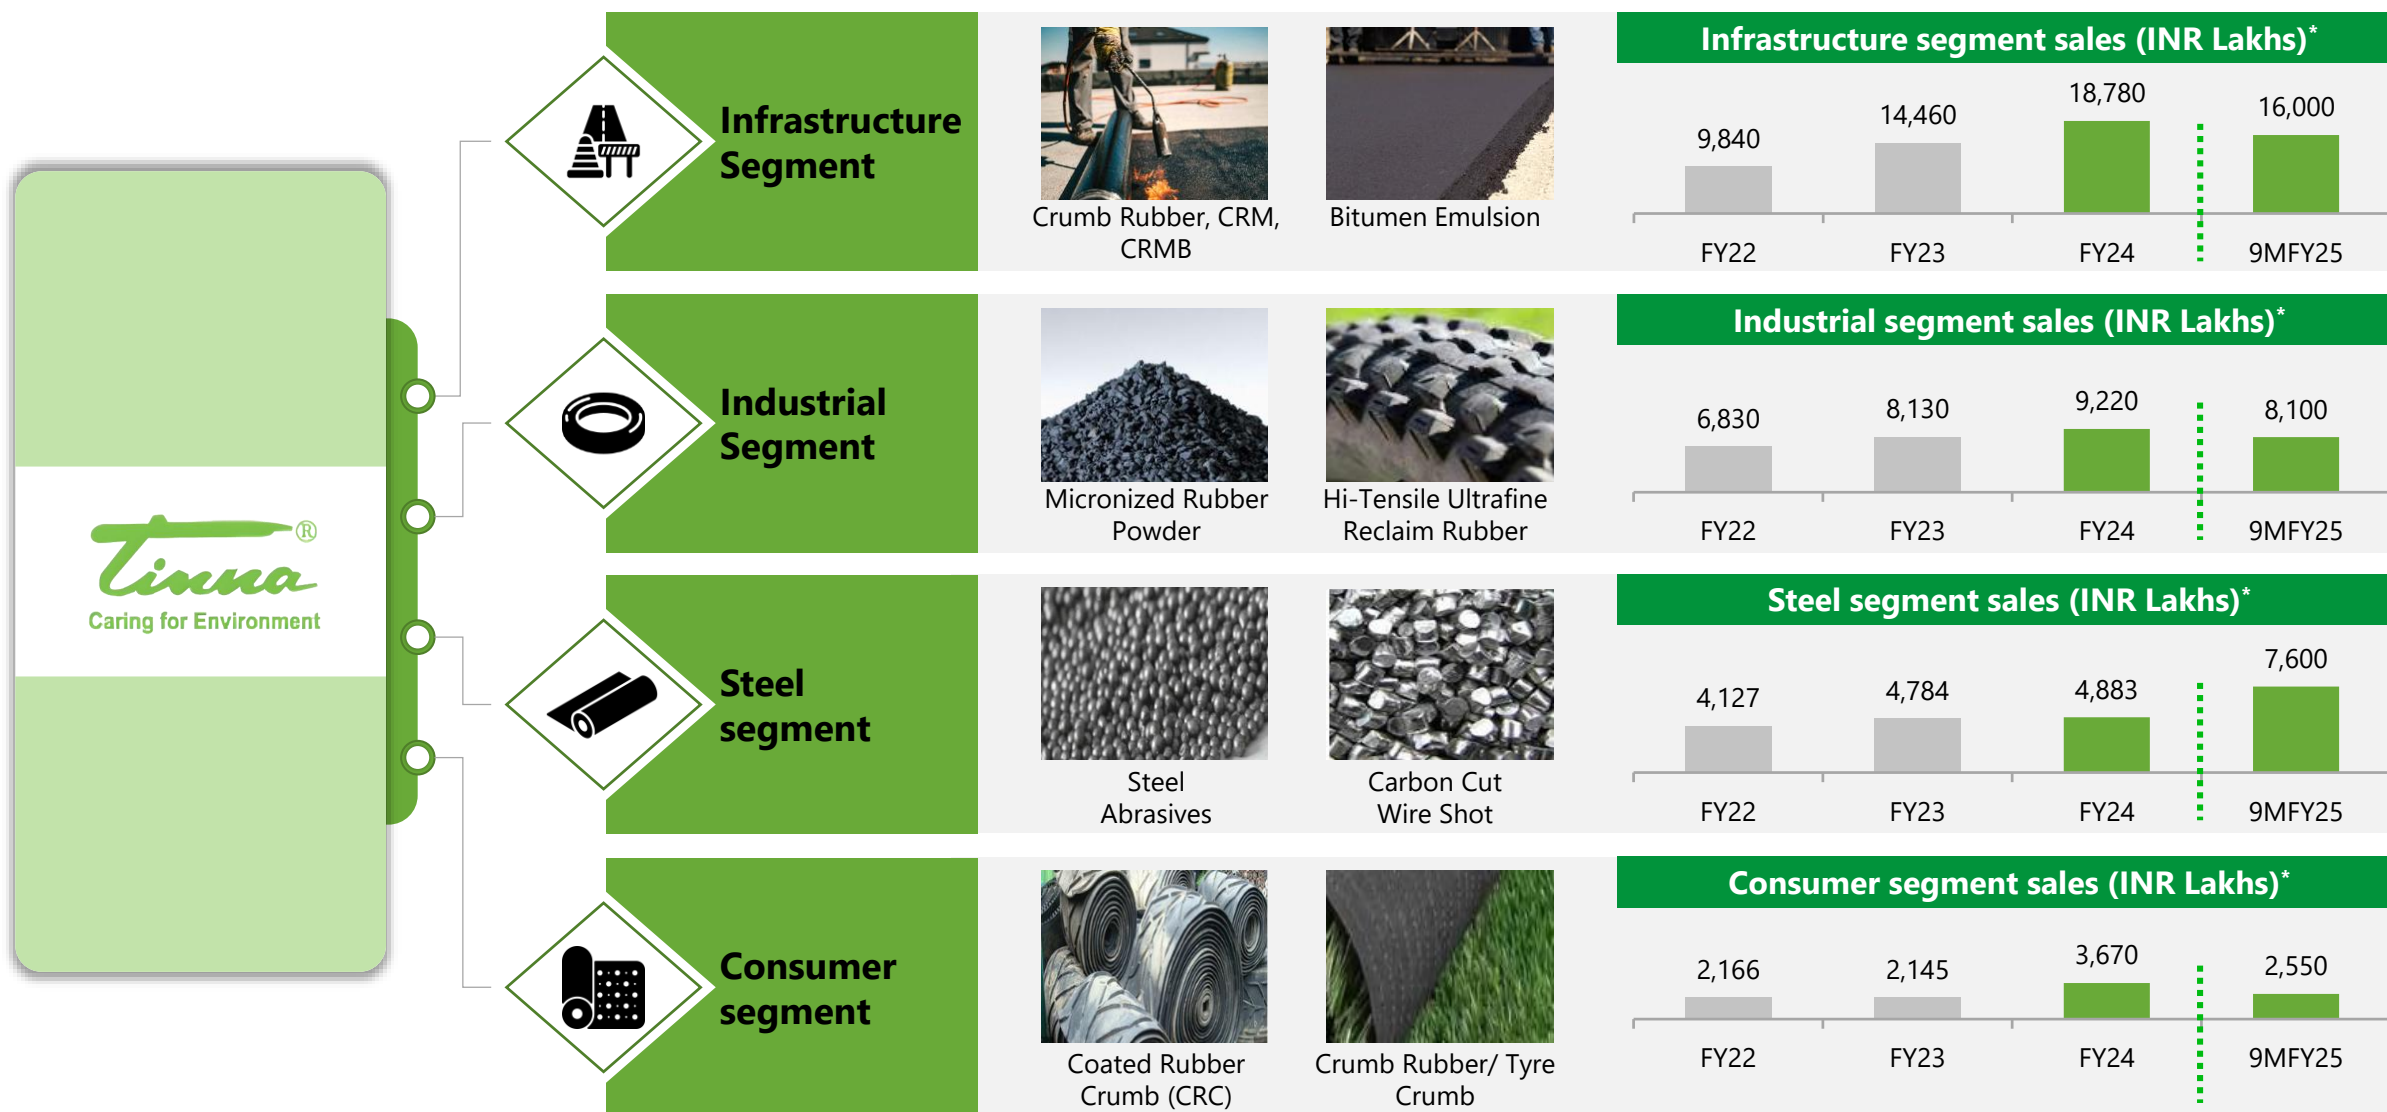 Tinna®
Caring for Environment
Infrastructure
Segment
Crumb Rubber, CRM,
CRMB
Bitumen Emulsion
Infrastructure segment sales (INR Lakhs)*
9,840
14,460
18,780
16,000
FY22
FY23
FY24
9MFY25
Industrial
Segment
Micronized Rubber
Powder
Hi-Tensile Ultrafine
Reclaim Rubber
Industrial segment sales (INR Lakhs)*
6,830
8,130
9,220
8,100
FY22
FY23
FY24
9MFY25
Steel
segment
Steel
Abrasives
Carbon Cut
Wire Shot
Steel segment sales (INR Lakhs)*
4,127
4,784
4,883
7,600
FY22
FY23
FY24
9MFY25
Consumer
segment
Coated Rubber
Crumb (CRC)
Crumb Rubber/ Tyre
Crumb
Consumer segment sales (INR Lakhs)*
2,166
2,145
3,670
2,550
FY22
FY23
FY24
9MFY25